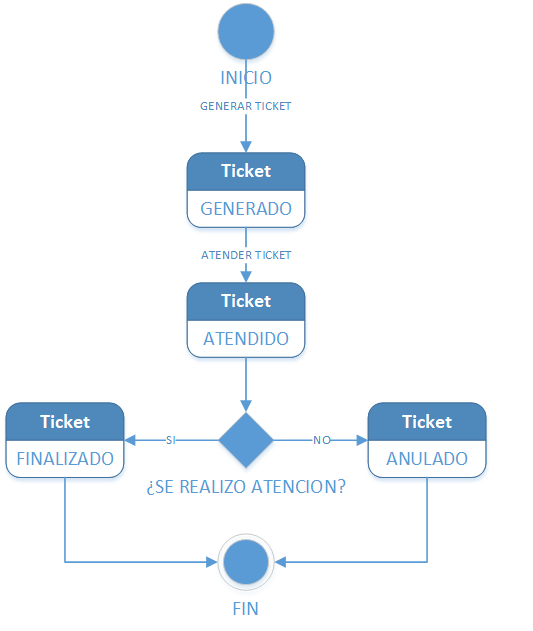 INICIO
GENERAR TICKET
Ticket
GENERADO
ATENDER TICKET
Ticket
ATENDIDO
Ticket
FINALIZADO
SI
NO
Ticket
ANULADO
¿SE REALIZO ATENCION?
FIN